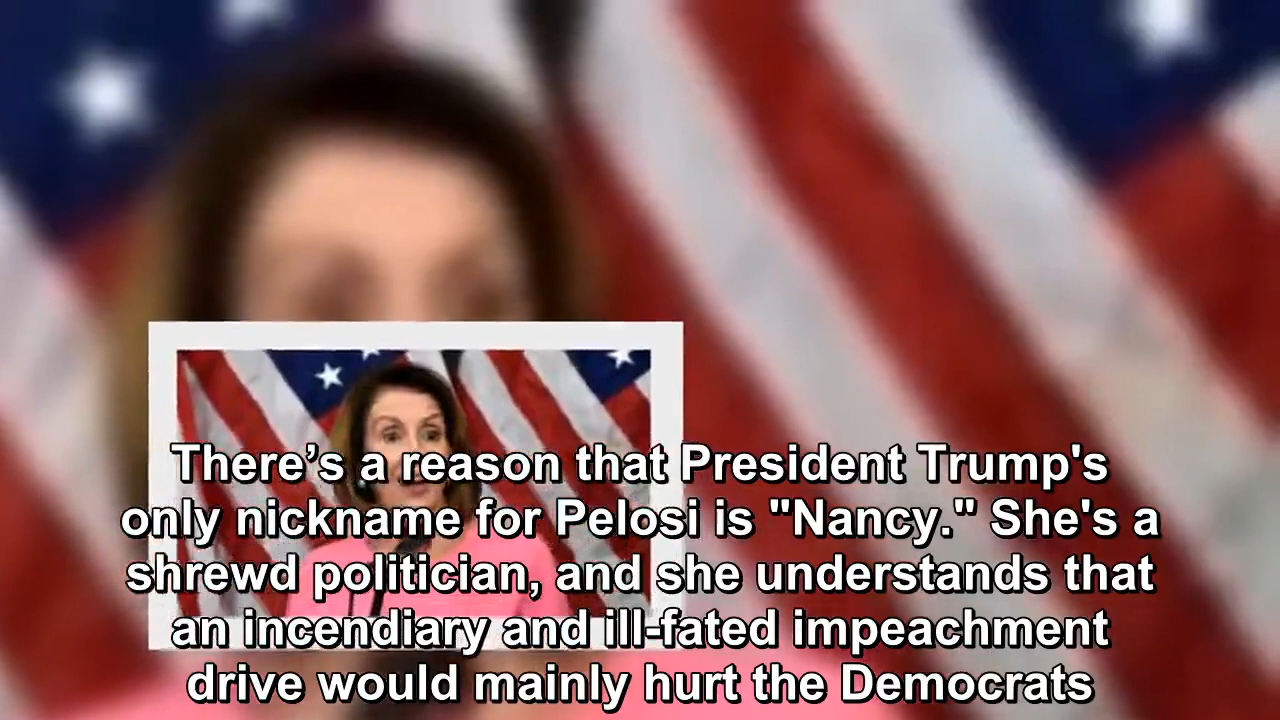 There’s a reason that President Trump's
only nickname for Pelosi is "Nancy." She's a
shrewd politician, and she understands that
an incendiary and ill-fated impeachment
drive would mainly hurt the Democrats